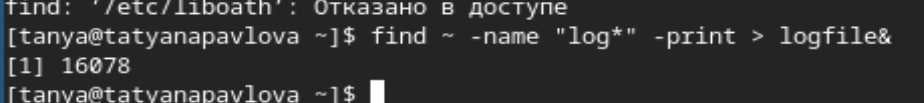 find: ‘/etc/liboath’: Отказано в доступе
[tanya@tatyanapavlova ~]$ find ~ -name "log*" -print > logfile&
[1] 16078
[tanya@tatyanapavlova ~]$